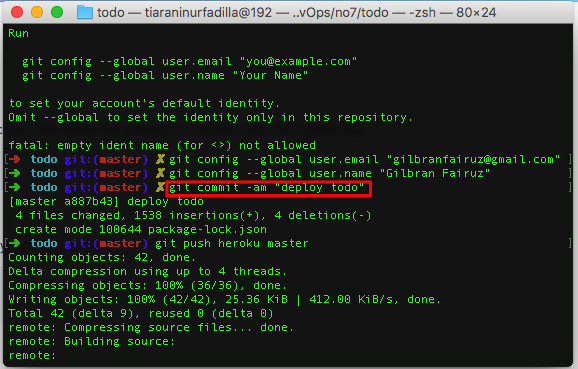 todo — tiaraninurfadilla@192 — ..vOps/no7/todo — -zsh — 80×24
Run
git config --global user.email "you@example.com"
git config --global user.name "Your Name"
to set your account's default identity.
Omit --global to set the identity only in this repository.
fatal: empty ident name (for <>) not allowed
[➜ todo git:(master) ✗ git config --global user.email "gilbranfairuz@gmail.com" ]
[➜ todo git:(master) ✗ git config --global user.name "Gilbran Fairuz" ]
[➜ todo git:(master) ✗ git commit -am "deploy todo" ]
[master a887b43] deploy todo
4 files changed, 1538 insertions(+), 4 deletions(-)
create mode 100644 package-lock.json
[➜ todo git:(master) git push heroku master ]
Counting objects: 42, done.
Delta compression using up to 4 threads.
Compressing objects: 100% (36/36), done.
Writing objects: 100% (42/42), 25.36 KiB | 412.00 KiB/s, done.
Total 42 (delta 9), reused 0 (delta 0)
remote: Compressing source files... done.
remote: Building source:
remote: